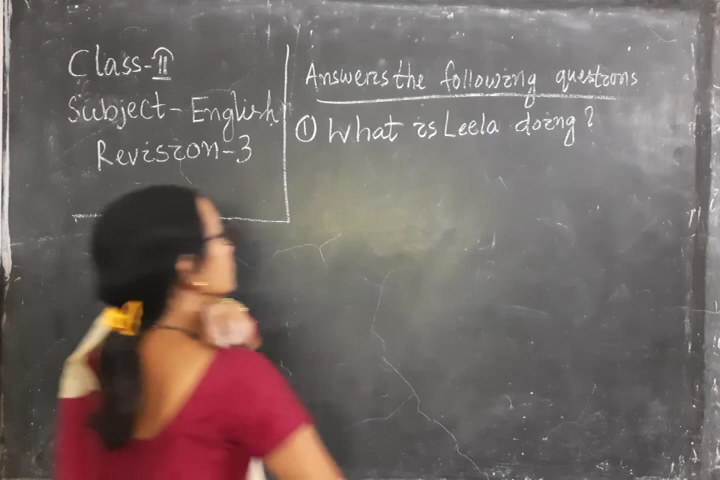 Class-II
Subject-English
Revision-3
Answers the following questions
① What is Leela doing?